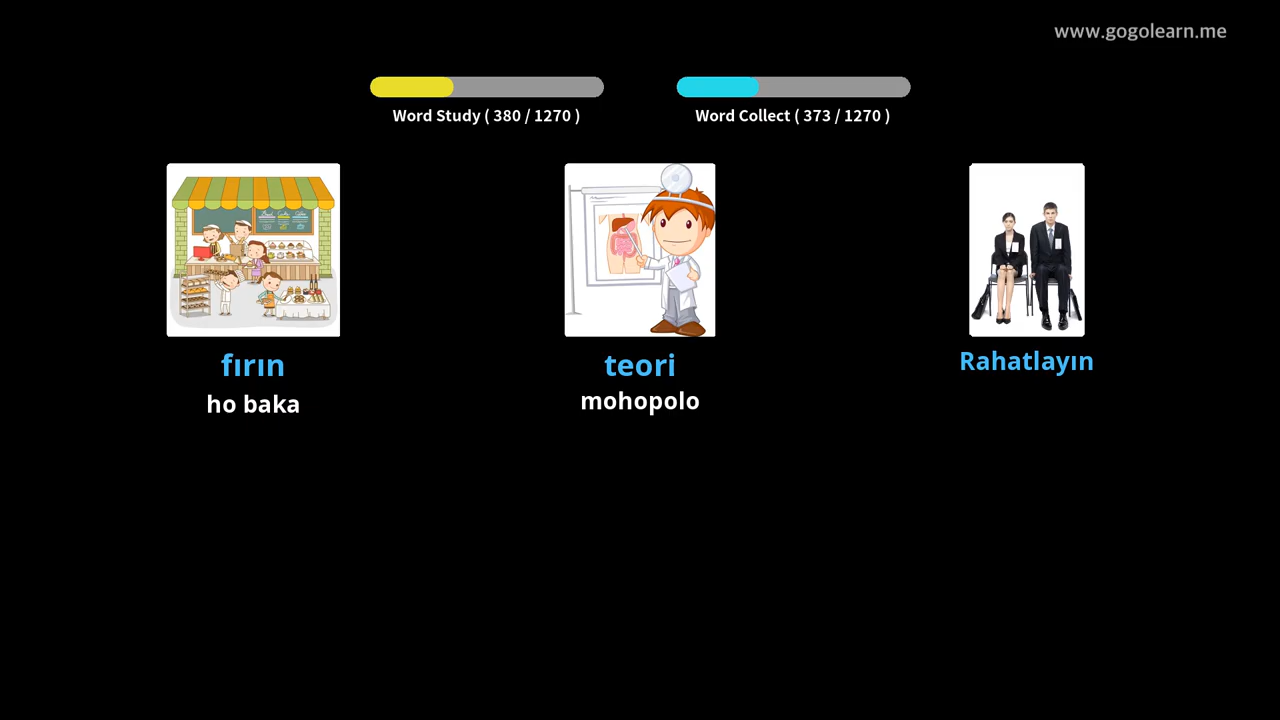 www.gogolearn.me
Word Study ( 380 / 1270 )
Word Collect ( 373 / 1270 )
fırın
ho baka
teori
mohopolo
Rahatlayın